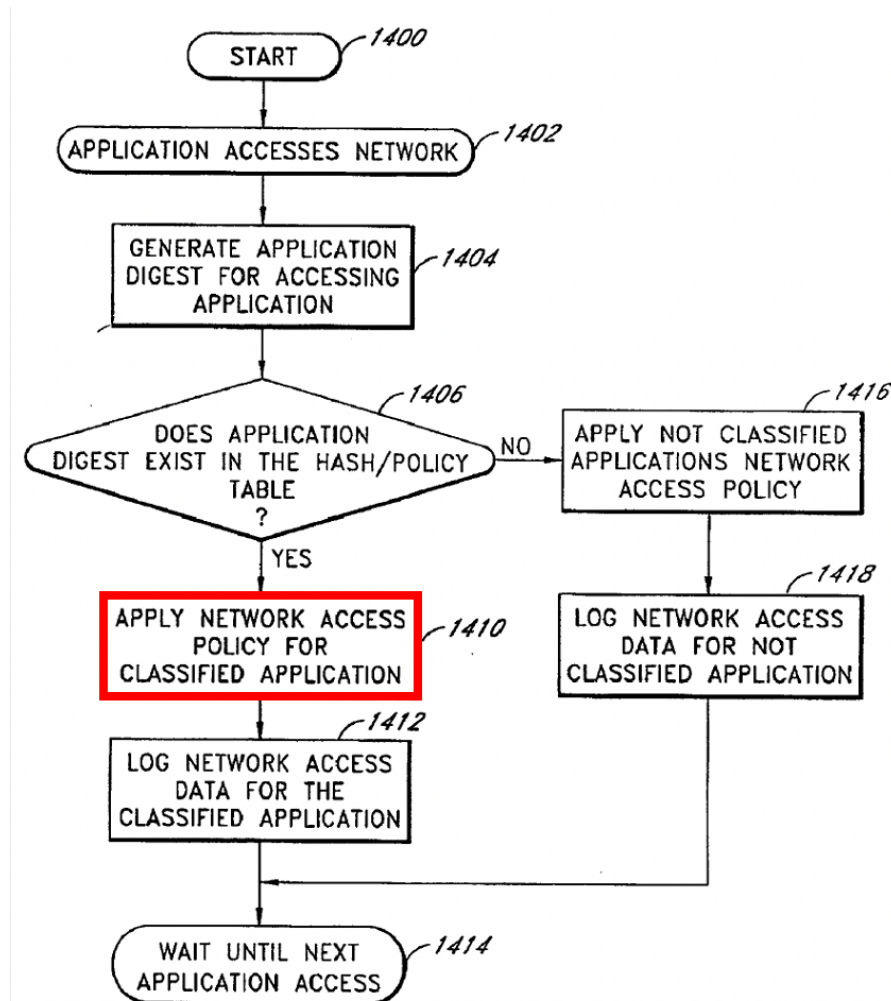 START
1400
APPLICATION ACCESSES NETWORK
1402
GENERATE APPLICATION
DIGEST FOR ACCESSING
APPLICATION
1404
DOES APPLICATION
DIGEST EXIST IN THE HASH/POLICY
TABLE
?
1406
NO
APPLY NOT CLASSIFIED
APPLICATIONS NETWORK
ACCESS POLICY
1416
YES
APPLY NETWORK ACCESS
POLICY FOR
CLASSIFIED APPLICATION
1410
LOG NETWORK ACCESS
DATA FOR NOT
CLASSIFIED APPLICATION
1418
LOG NETWORK ACCESS
DATA FOR THE
CLASSIFIED APPLICATION
1412
WAIT UNTIL NEXT
APPLICATION ACCESS
1414